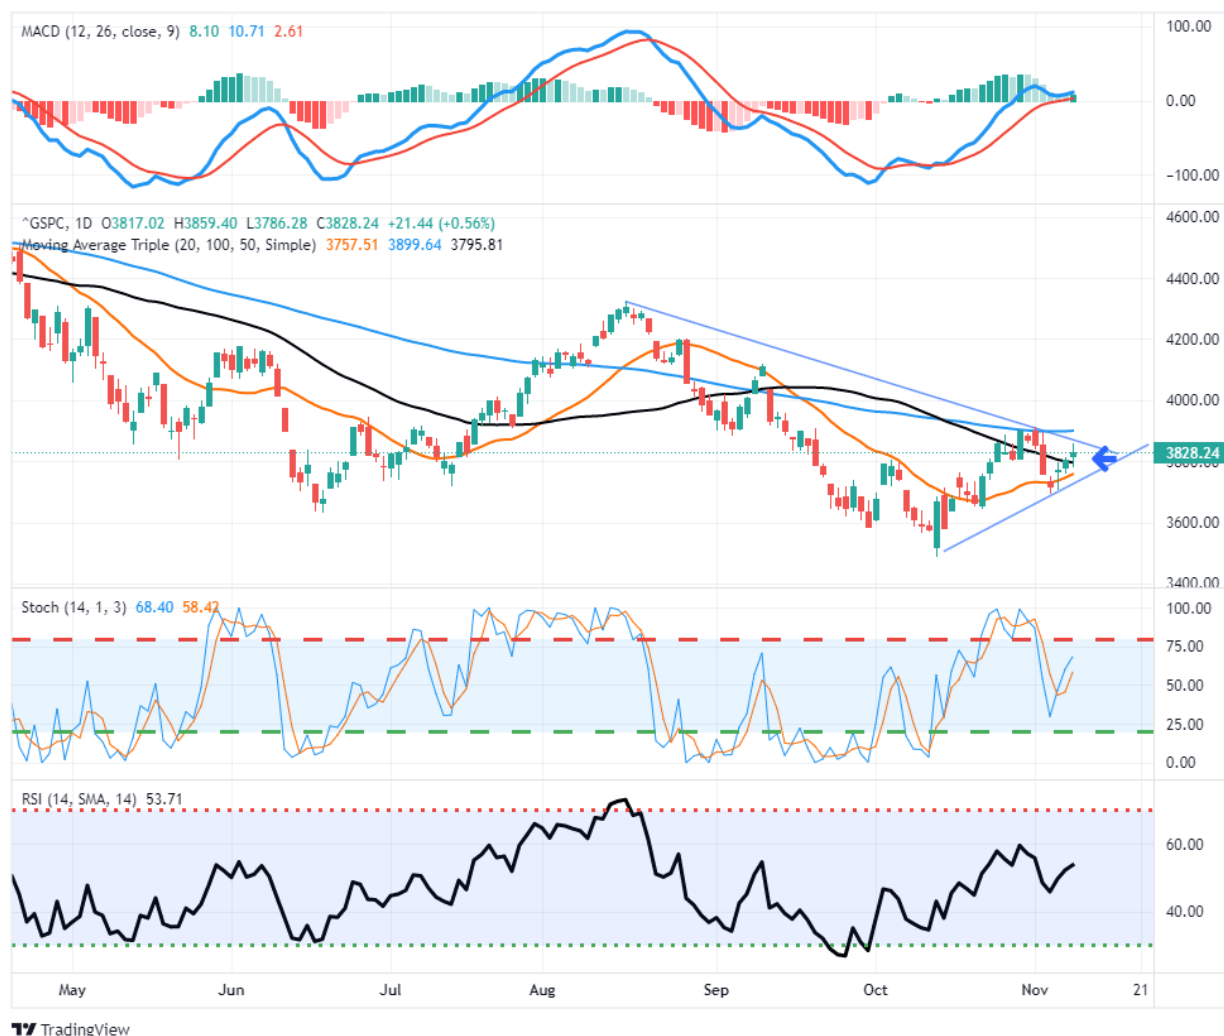 MACD (12, 26, close, 9) 8.10 10.71 2.61
100.00
0.00
−100.00
^GSPC, 1D O3817.02 H3859.40 L3786.28 C3828.24 +21.44 (+0.56%)
Moving Average Triple (20, 100, 50, Simple) 3757.51 3899.64 3795.81
4600.00
4400.00
4200.00
4000.00
3828.24
3800.00
3600.00
3400.00
Stoch (14, 1, 3) 68.40 58.42
100.00
75.00
50.00
25.00
0.00
RSI (14, SMA, 14) 53.71
60.00
40.00
May Jun Jul Aug Sep Oct Nov 21
TradingView